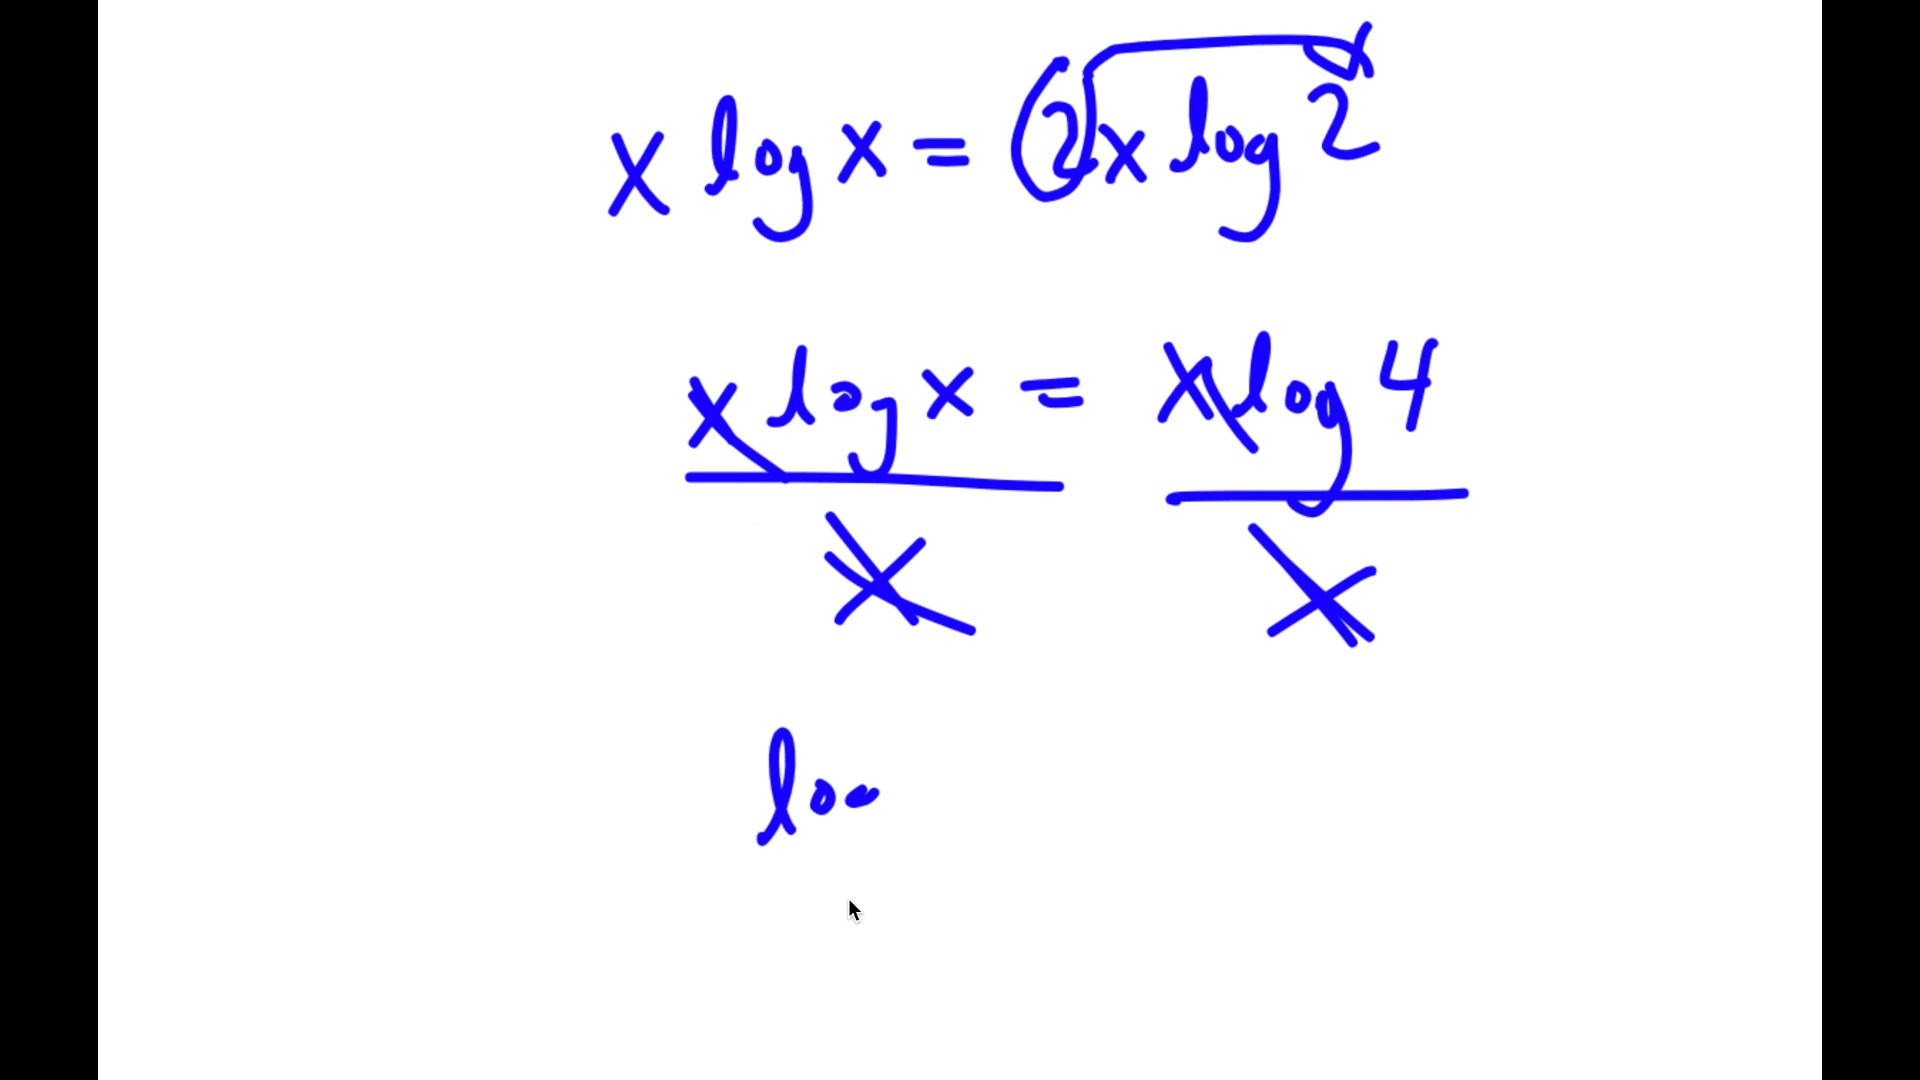 x log x = 2x log 2
x log x = x log 4
x x
lo